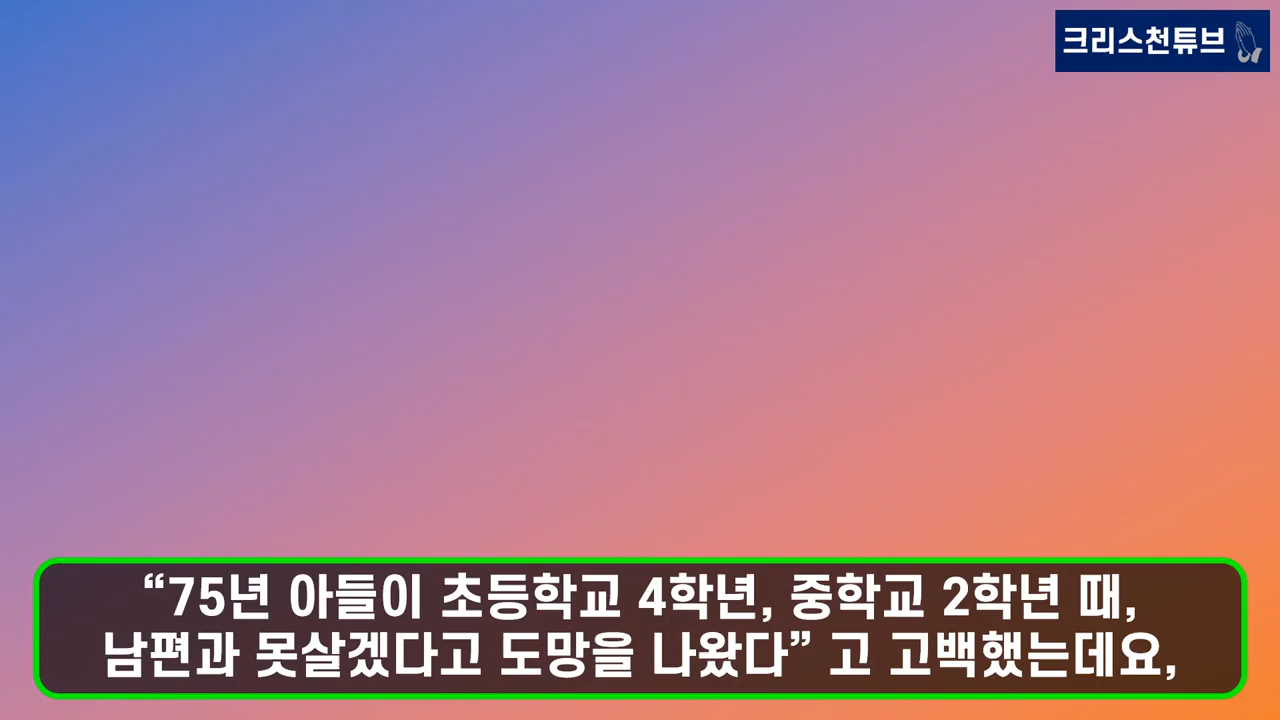 크리스천튜브
“75년 아들이 초등학교 4학년, 중학교 2학년 때,
남편과 못살겠다고 도망을 나왔다” 고 고백했는데요,